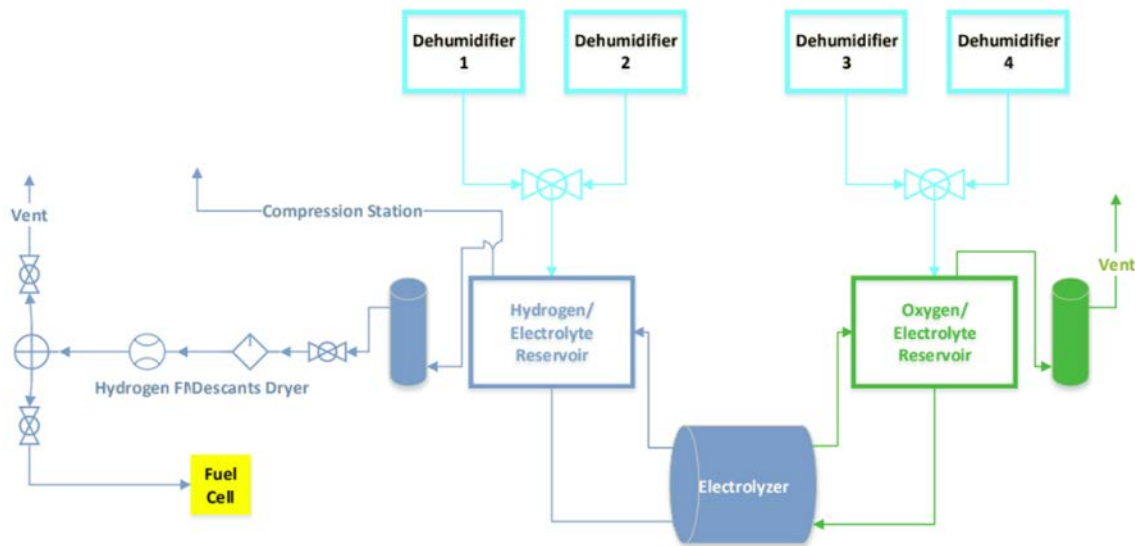 Dehumidifier
1
Dehumidifier
2
Dehumidifier
3
Dehumidifier
4
Vent
Compression Station
Hydrogen/
Electrolyte
Reservoir
Oxygen/
Electrolyte
Reservoir
Vent
Hydrogen FMDescants Dryer
Electrolyzer
Fuel
Cell